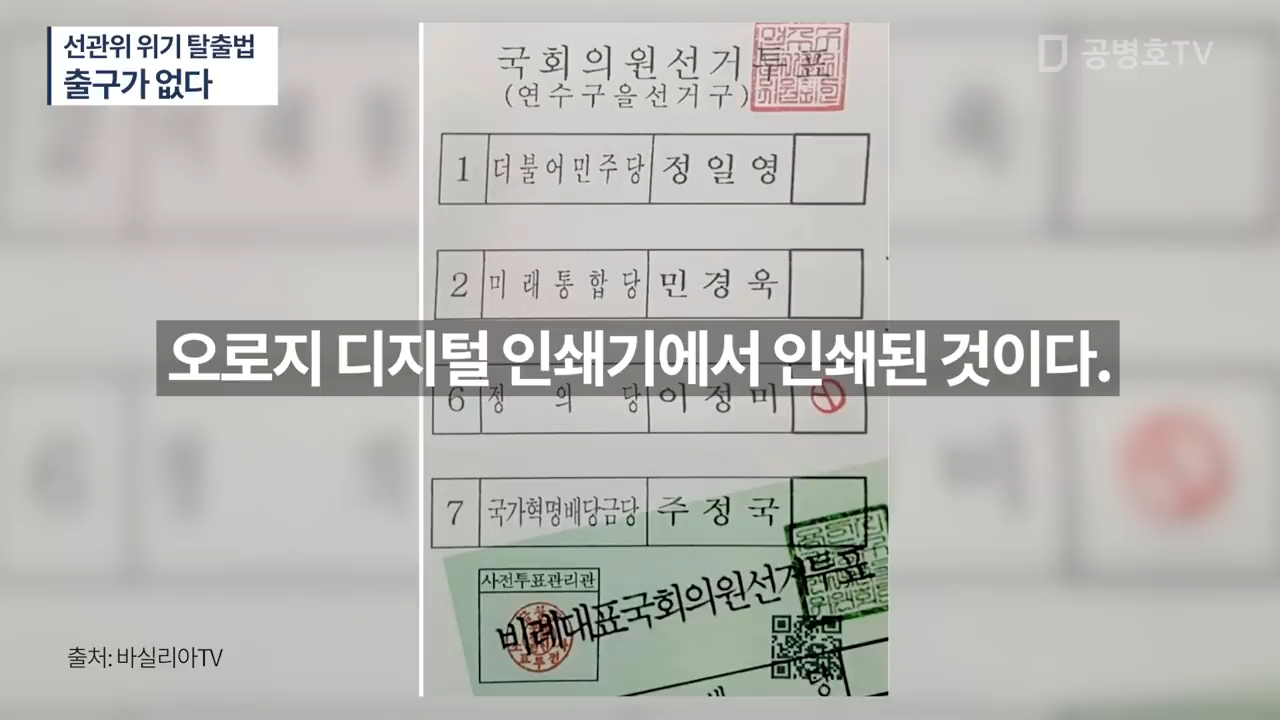 선관위 위기 탈출법
출구가 없다
공병호TV
국회의원선거투표
(연수구을선거구)
1 더불어민주당 정일영
2 미래통합당 민경욱
오로지 디지털 인쇄기에서 인쇄된 것이다.
6 정의당 이정미
7 국가혁명배당금당 주정국
사전투표관리관
비례대표국회의원선거투표
출처: 바실리아TV